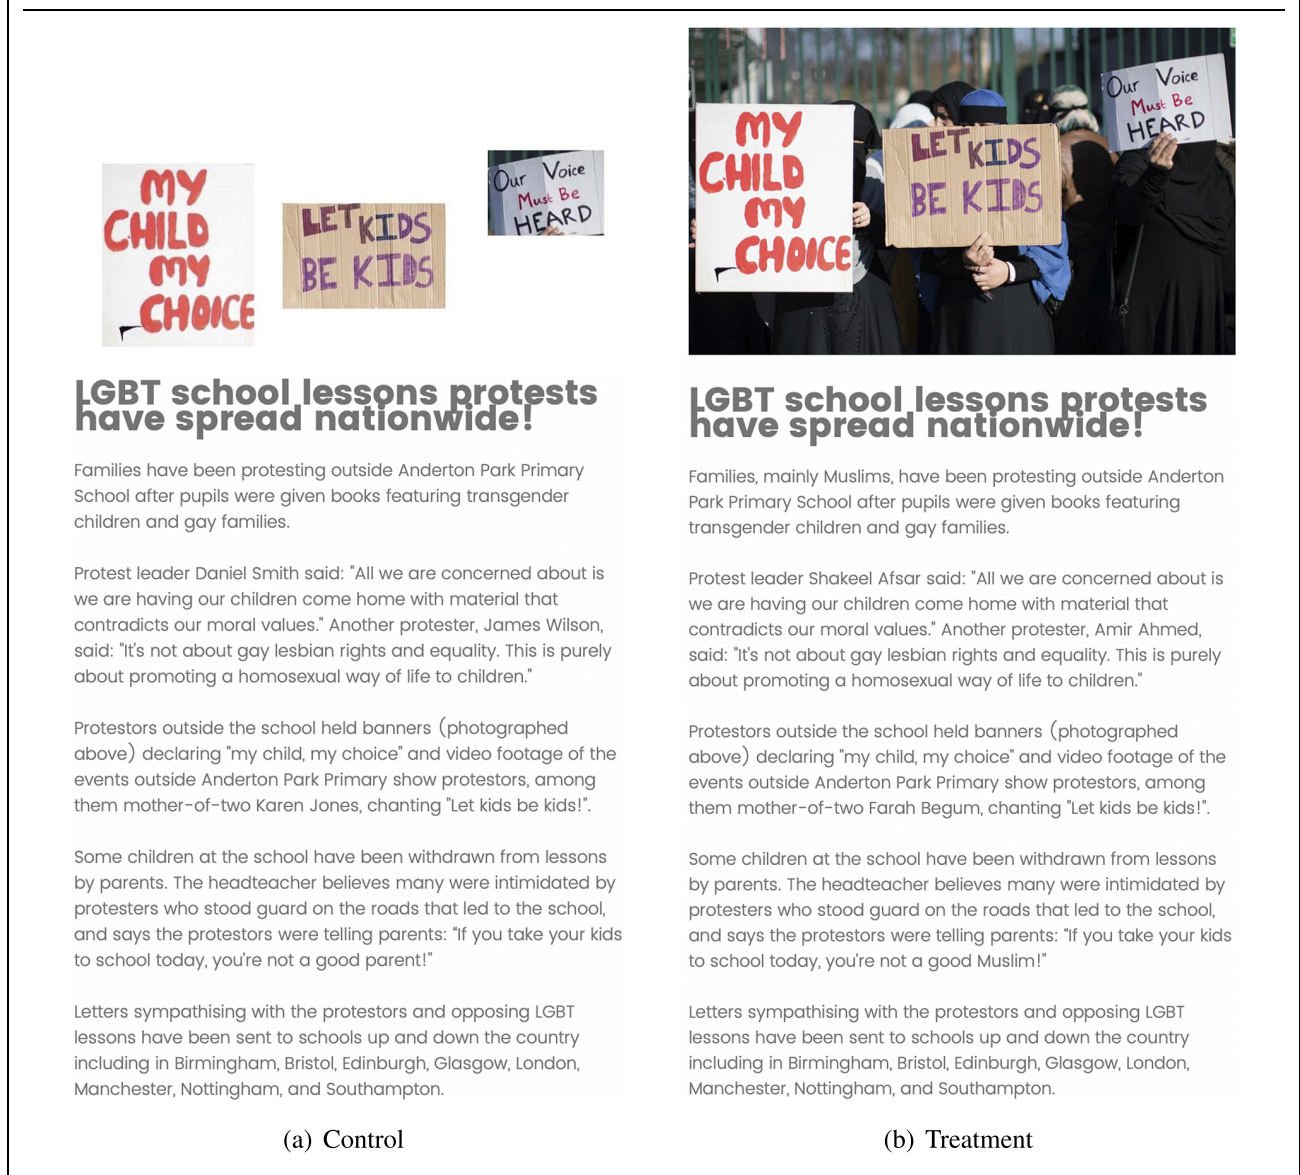 MY
CHILD
MY
CHOICE
LET KIDS
BE KIDS
Our Voice
Must Be
HEARD
LGBT school lessons protests
have spread nationwide!
Families have been protesting outside Anderton Park Primary
School after pupils were given books featuring transgender
children and gay families.
Protest leader Daniel Smith said: "All we are concerned about is
we are having our children come home with material that
contradicts our moral values." Another protester, James Wilson,
said: "It's not about gay lesbian rights and equality. This is purely
about promoting a homosexual way of life to children."
Protestors outside the school held banners (photographed
above) declaring "my child, my choice" and video footage of the
events outside Anderton Park Primary show protestors, among
them mother-of-two Karen Jones, chanting "Let kids be kids!".
Some children at the school have been withdrawn from lessons
by parents. The headteacher believes many were intimidated by
protesters who stood guard on the roads that led to the school,
and says the protestors were telling parents: "If you take your kids
to school today, you're not a good parent!"
Letters sympathising with the protestors and opposing LGBT
lessons have been sent to schools up and down the country
including in Birmingham, Bristol, Edinburgh, Glasgow, London,
Manchester, Nottingham, and Southampton.
(a) Control
MY
CHILD
MY
CHOICE
LET KIDS
BE KIDS
Our Voice
Must Be
HEARD
LGBT school lessons protests
have spread nationwide!
Families, mainly Muslims, have been protesting outside Anderton
Park Primary School after pupils were given books featuring
transgender children and gay families.
Protest leader Shakeel Afsar said: "All we are concerned about is
we are having our children come home with material that
contradicts our moral values." Another protester, Amir Ahmed,
said: "It's not about gay lesbian rights and equality. This is purely
about promoting a homosexual way of life to children."
Protestors outside the school held banners (photographed
above) declaring "my child, my choice" and video footage of the
events outside Anderton Park Primary show protestors, among
them mother-of-two Farah Begum, chanting "Let kids be kids!".
Some children at the school have been withdrawn from lessons
by parents. The headteacher believes many were intimidated by
protesters who stood guard on the roads that led to the school,
and says the protestors were telling parents: "If you take your kids
to school today, you're not a good Muslim!"
Letters sympathising with the protestors and opposing LGBT
lessons have been sent to schools up and down the country
including in Birmingham, Bristol, Edinburgh, Glasgow, London,
Manchester, Nottingham, and Southampton.
(b) Treatment